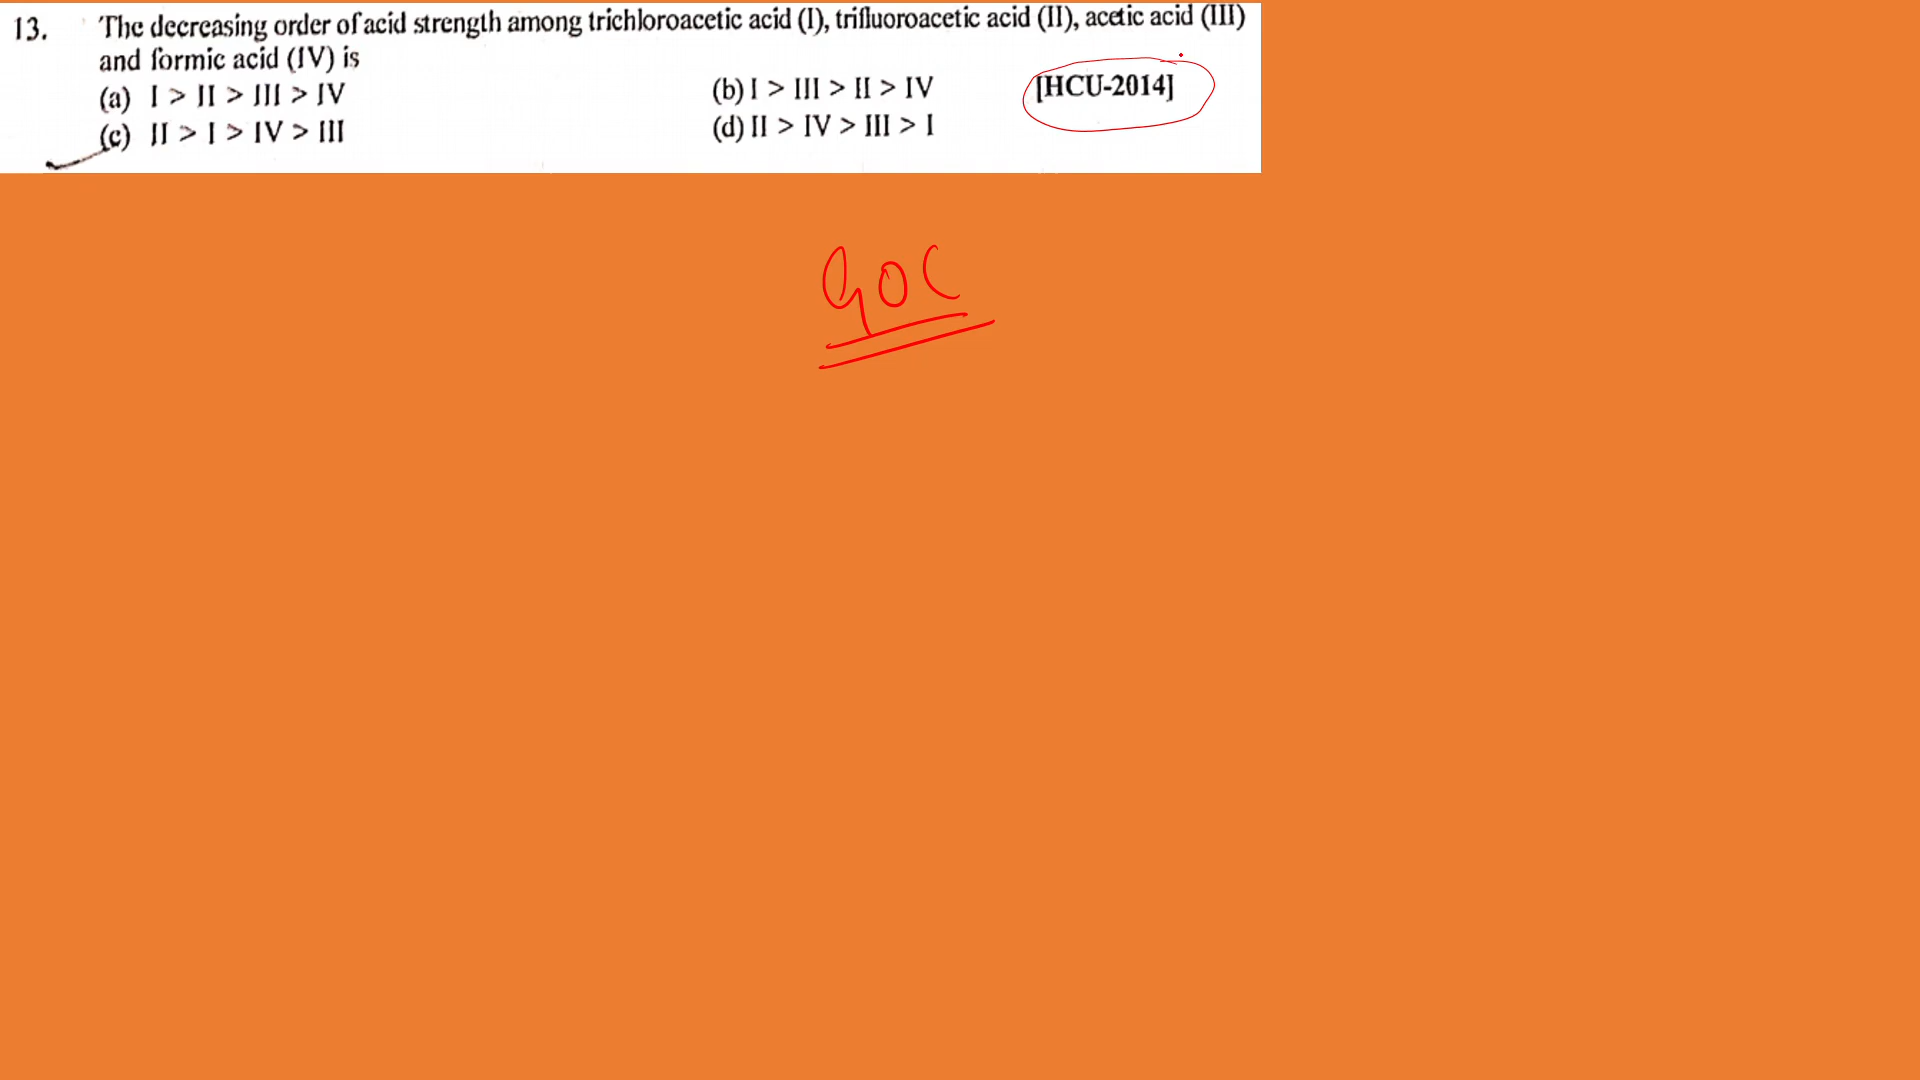 13. The decreasing order of acid strength among trichloroacetic acid (I), trifluoroacetic acid (II), acetic acid (III)
and formic acid (IV) is
[HCU-2014]
(a) I > II > III > IV (b) I > III > II > IV
(c) II > I > IV > III (d) II > IV > III > I
GOC